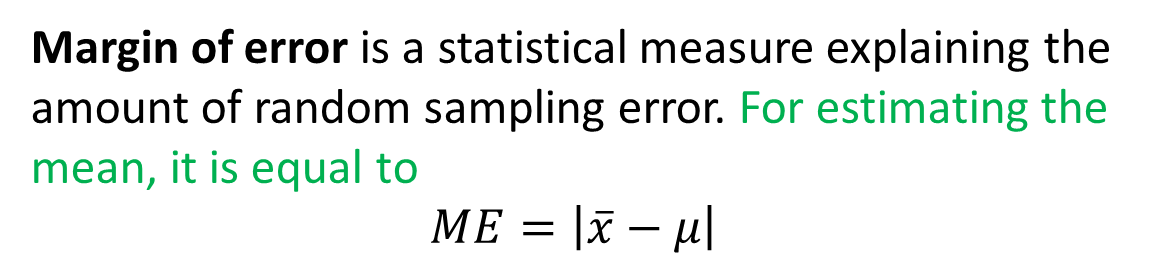 Margin of error is a statistical measure explaining the
amount of random sampling error. For estimating the
mean, it is equal to
𝑀𝐸 = |𝑥̄ − 𝜇|